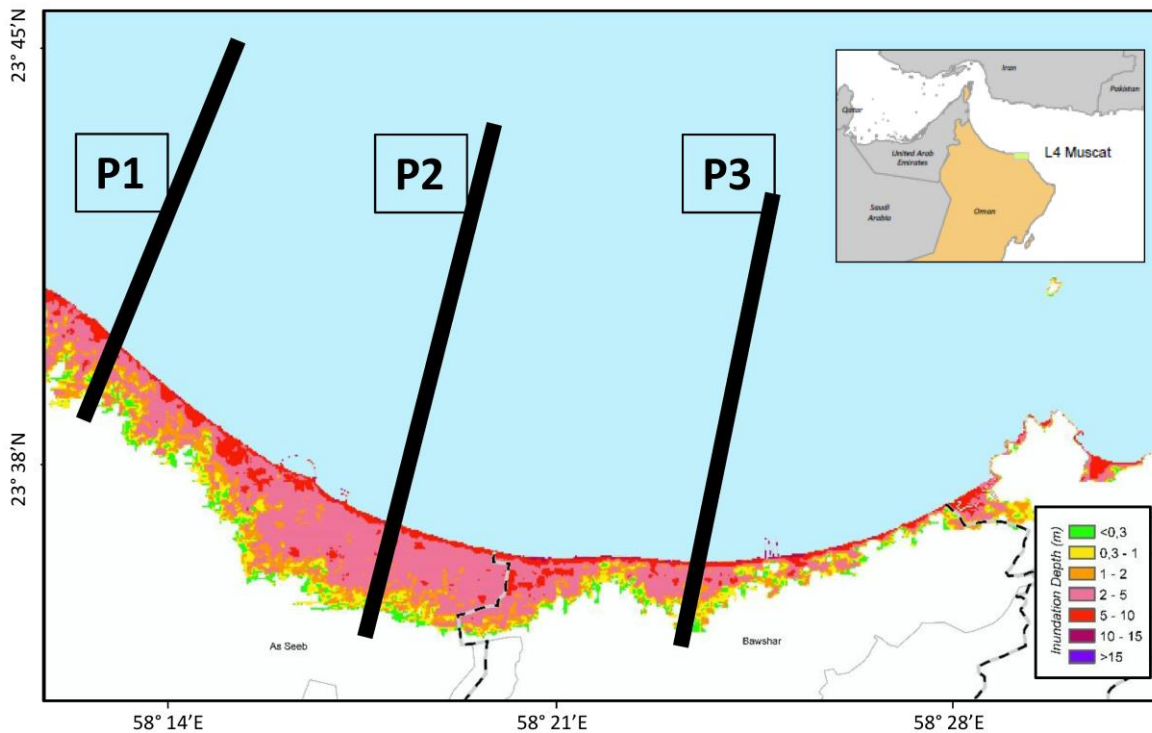 23° 45'N
23° 38'N
P1
P2
P3
Iran
Pakistan
Qatar
United Arab
Emirates
L4 Muscat
Saudi
Arabia
Oman
As Seeb
Bawshar
Inundation Depth (m)
<0,3
0,3 - 1
1 - 2
2 - 5
5 - 10
10 - 15
>15
58° 14'E
58° 21'E
58° 28'E